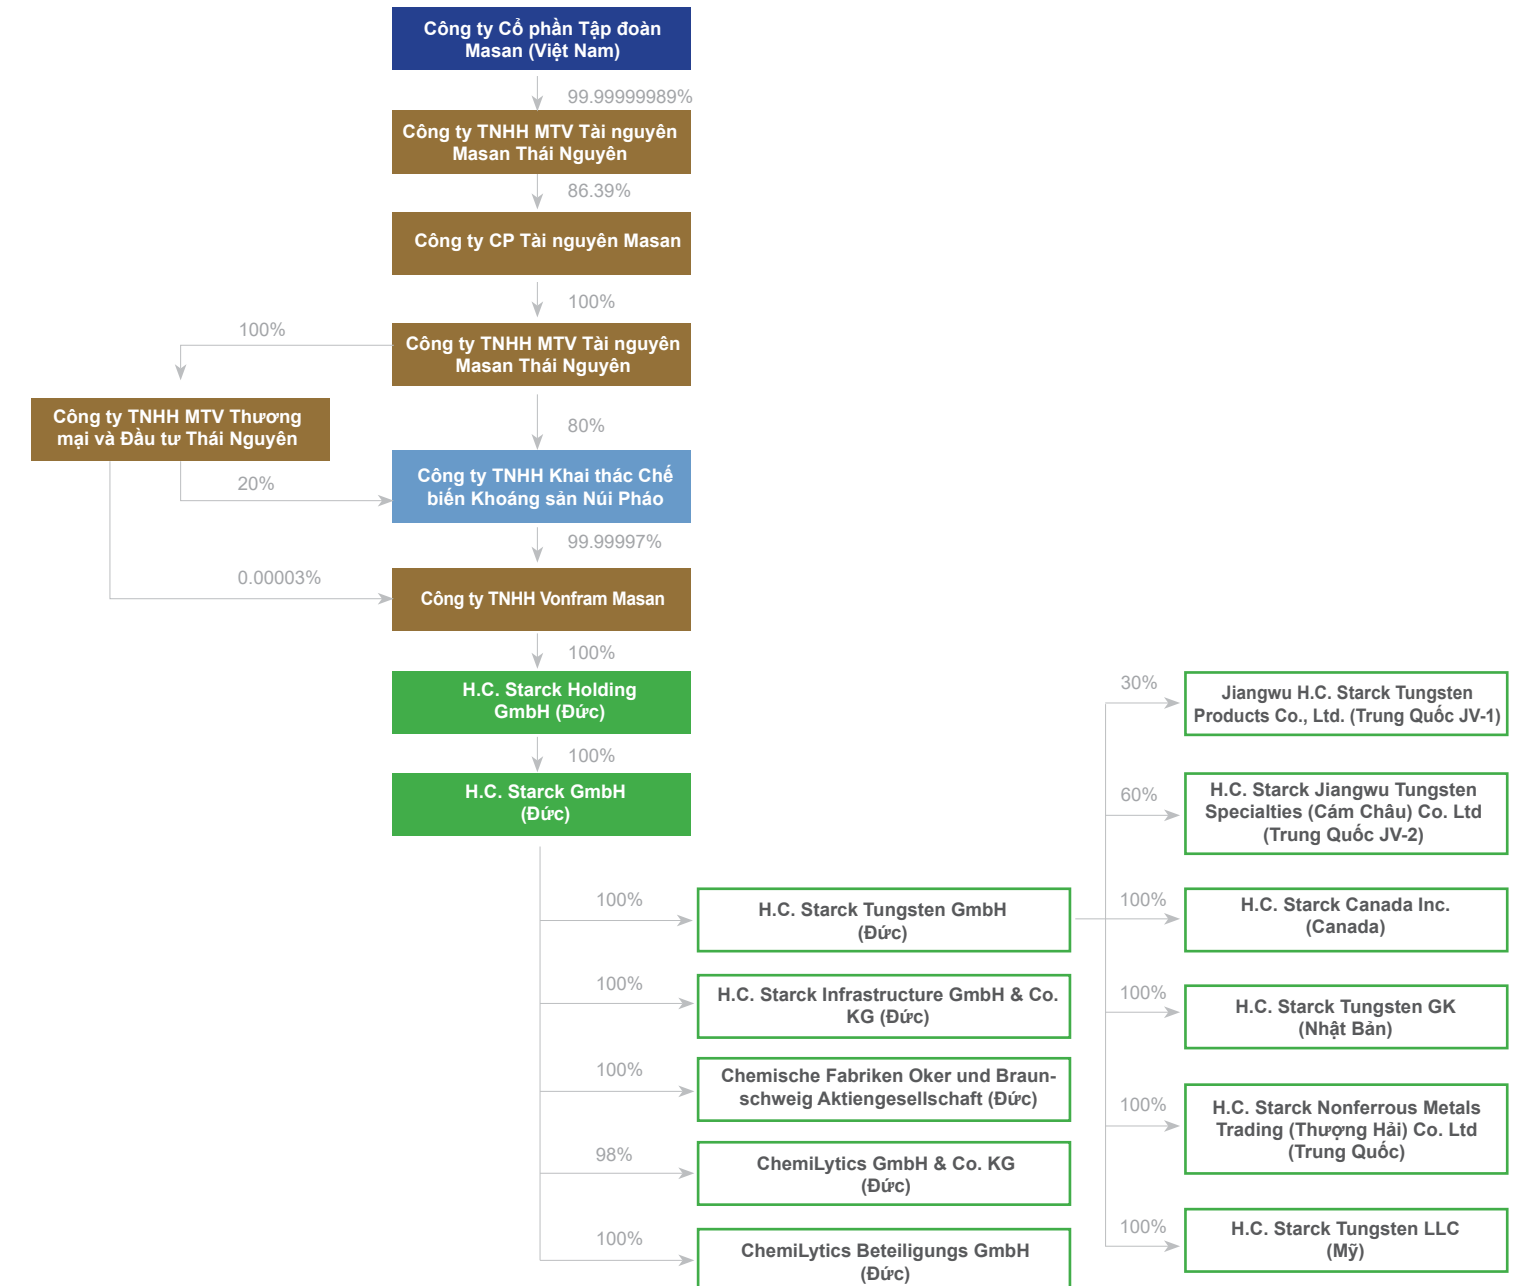 Công ty Cổ phần Tập đoàn
Masan (Việt Nam)
99.99999989%
Công ty TNHH MTV Tài nguyên
Masan Thái Nguyên
86.39%
Công ty CP Tài nguyên Masan
100%
100%
Công ty TNHH MTV Tài nguyên
Masan Thái Nguyên
Công ty TNHH MTV Thương
mại và Đầu tư Thái Nguyên
80%
20%
Công ty TNHH Khai thác Chế
biến Khoáng sản Núi Pháo
99.99997%
0.00003%
Công ty TNHH Vonfram Masan
100%
H.C. Starck Holding
GmbH (Đức)
100%
H.C. Starck GmbH
(Đức)
100%
H.C. Starck Tungsten GmbH
(Đức)
100%
H.C. Starck Infrastructure GmbH & Co.
KG (Đức)
100%
Chemische Fabriken Oker und Braun-
schweig Aktiengesellschaft (Đức)
98%
ChemiLytics GmbH & Co. KG
(Đức)
100%
ChemiLytics Beteiligungs GmbH
(Đức)
30%
Jiangwu H.C. Starck Tungsten
Products Co., Ltd. (Trung Quốc JV-1)
60%
H.C. Starck Jiangwu Tungsten
Specialties (Cám Châu) Co. Ltd
(Trung Quốc JV-2)
100%
H.C. Starck Canada Inc.
(Canada)
100%
H.C. Starck Tungsten GK
(Nhật Bản)
100%
H.C. Starck Nonferrous Metals
Trading (Thượng Hải) Co. Ltd
(Trung Quốc)
100%
H.C. Starck Tungsten LLC
(Mỹ)